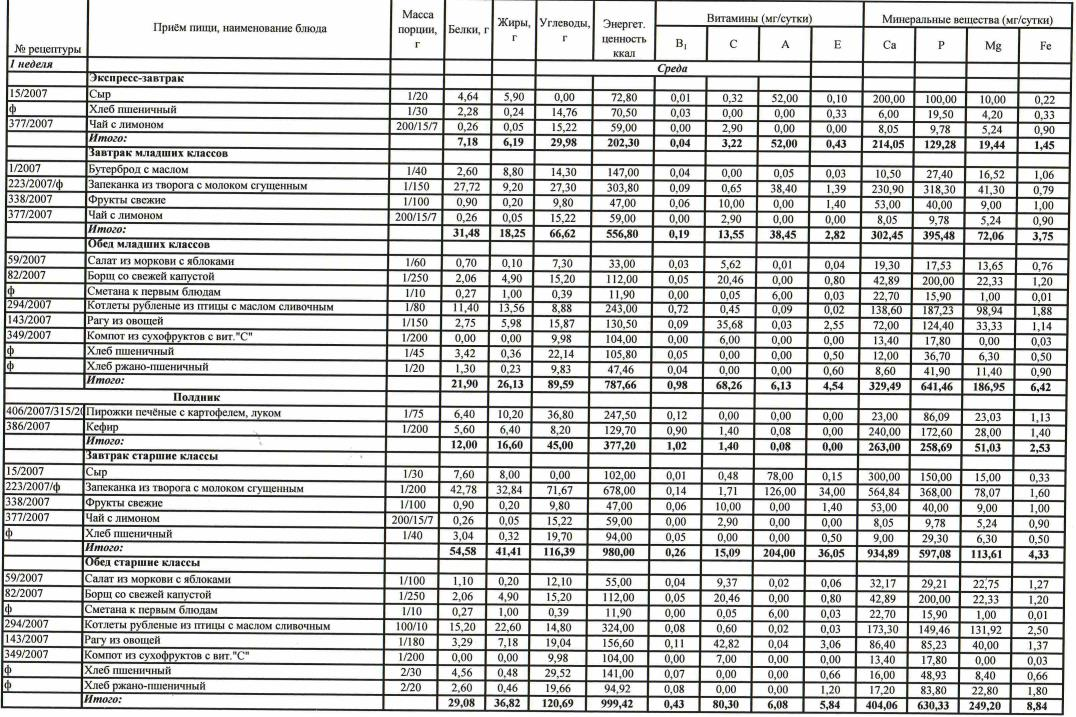 № рецептуры Приём пищи, наименование блюда Масса порции, г Белки, г Жиры, г Углеводы, г Энергет. ценность ккал Витамины (мг/сутки) Минеральные вещества (мг/сутки)
B₁ C A E Ca P Mg Fe
1 неделя Среда
Экспресс-завтрак
15/2007 Сыр 1/20 4,64 5,90 0,00 72,80 0,01 0,32 52,00 0,10 200,00 100,00 10,00 0,22
ф Хлеб пшеничный 1/30 2,28 0,24 14,76 70,50 0,03 0,00 0,00 0,33 6,00 19,50 4,20 0,33
377/2007 Чай с лимоном 200/15/7 0,26 0,05 15,22 59,00 0,00 2,90 0,00 0,00 8,05 9,78 5,24 0,90
Итого: 7,18 6,19 29,98 202,30 0,04 3,22 52,00 0,43 214,05 129,28 19,44 1,45
Завтрак младших классов
1/2007 Бутерброд с маслом 1/40 2,60 8,80 14,30 147,00 0,04 0,00 0,05 0,03 10,50 27,40 16,52 1,06
223/2007/ф Запеканка из творога с молоком сгущенным 1/150 27,72 9,20 27,30 303,80 0,09 0,65 38,40 1,39 230,90 318,30 41,30 0,79
338/2007 Фрукты свежие 1/100 0,90 0,20 9,80 47,00 0,06 10,00 0,00 1,40 53,00 40,00 9,00 1,00
377/2007 Чай с лимоном 200/15/7 0,26 0,05 15,22 59,00 0,00 2,90 0,00 0,00 8,05 9,78 5,24 0,90
Итого: 31,48 18,25 66,62 556,80 0,19 13,55 38,45 2,82 302,45 395,48 72,06 3,75
Обед младших классов
59/2007 Салат из моркови с яблоками 1/60 0,70 0,10 7,30 33,00 0,03 5,62 0,01 0,04 19,30 17,53 13,65 0,76
82/2007 Борщ со свежей капустой 1/250 2,06 4,90 15,20 112,00 0,05 20,46 0,00 0,80 42,89 200,00 22,33 1,20
ф Сметана к первым блюдам 1/10 0,27 1,00 0,39 11,90 0,00 0,05 6,00 0,03 22,70 15,90 1,00 0,01
294/2007 Котлеты рубленые из птицы с маслом сливочным 1/80 11,40 13,56 8,88 243,00 0,72 0,45 0,09 0,02 138,60 187,23 98,94 1,88
143/2007 Рагу из овощей 1/150 2,75 5,98 15,87 130,50 0,09 35,68 0,03 2,55 72,00 124,40 33,33 1,14
349/2007 Компот из сухофруктов с вит."С" 1/200 0,00 0,00 9,98 104,00 0,00 6,00 0,00 0,00 13,40 17,80 0,00 0,03
ф Хлеб пшеничный 1/45 3,42 0,36 22,14 105,80 0,05 0,00 0,00 0,50 12,00 36,70 6,30 0,50
ф Хлеб ржано-пшеничный 1/20 1,30 0,23 9,83 47,46 0,04 0,00 0,00 0,60 8,60 41,90 11,40 0,90
Итого: 21,90 26,13 89,59 787,66 0,98 68,26 6,13 4,54 329,49 641,46 186,95 6,42
Полдник
406/2007/315/20 Пирожки печёные с картофелем, луком 1/75 6,40 10,20 36,80 247,50 0,12 0,00 0,00 0,00 23,00 86,09 23,03 1,13
386/2007 Кефир 1/200 5,60 6,40 8,20 129,70 0,90 1,40 0,08 0,00 240,00 172,60 28,00 1,40
Итого: 12,00 16,60 45,00 377,20 1,02 1,40 0,08 0,00 263,00 258,69 51,03 2,53
Завтрак старшие классы
15/2007 Сыр 1/30 7,60 8,00 0,00 102,00 0,01 0,48 78,00 0,15 300,00 150,00 15,00 0,33
223/2007/ф Запеканка из творога с молоком сгущенным 1/200 42,78 32,84 71,67 678,00 0,14 1,71 126,00 34,00 564,84 368,00 78,07 1,60
338/2007 Фрукты свежие 1/100 0,90 0,20 9,80 47,00 0,06 10,00 0,00 1,40 53,00 40,00 9,00 1,00
377/2007 Чай с лимоном 200/15/7 0,26 0,05 15,22 59,00 0,00 2,90 0,00 0,00 8,05 9,78 5,24 0,90
ф Хлеб пшеничный 1/40 3,04 0,32 19,70 94,00 0,05 0,00 0,00 0,50 9,00 29,30 6,30 0,50
Итого: 54,58 41,41 116,39 980,00 0,26 15,09 204,00 36,05 934,89 597,08 113,61 4,33
Обед старшие классы
59/2007 Салат из моркови с яблоками 1/100 1,10 0,20 12,10 55,00 0,04 9,37 0,02 0,06 32,17 29,21 22,75 1,27
82/2007 Борщ со свежей капустой 1/250 2,06 4,90 15,20 112,00 0,05 20,46 0,00 0,80 42,89 200,00 22,33 1,20
ф Сметана к первым блюдам 1/10 0,27 1,00 0,39 11,90 0,00 0,05 6,00 0,03 22,70 15,90 1,00 0,01
294/2007 Котлеты рубленые из птицы с маслом сливочным 100/10 15,20 22,60 14,80 324,00 0,08 0,60 0,02 0,03 173,30 149,46 131,92 2,50
143/2007 Рагу из овощей 1/180 3,29 7,18 19,04 156,60 0,11 42,82 0,04 3,06 86,40 85,23 40,00 1,37
349/2007 Компот из сухофруктов с вит."С" 1/200 0,00 0,00 9,98 104,00 0,00 7,00 0,00 0,00 13,40 17,80 0,00 0,03
ф Хлеб пшеничный 2/30 4,56 0,48 29,52 141,00 0,07 0,00 0,00 0,66 16,00 48,93 8,40 0,66
ф Хлеб ржано-пшеничный 2/20 2,60 0,46 19,66 94,92 0,08 0,00 0,00 1,20 17,20 83,80 22,80 1,80
Итого: 29,08 36,82 120,69 999,42 0,43 80,30 6,08 5,84 404,06 630,33 249,20 8,84